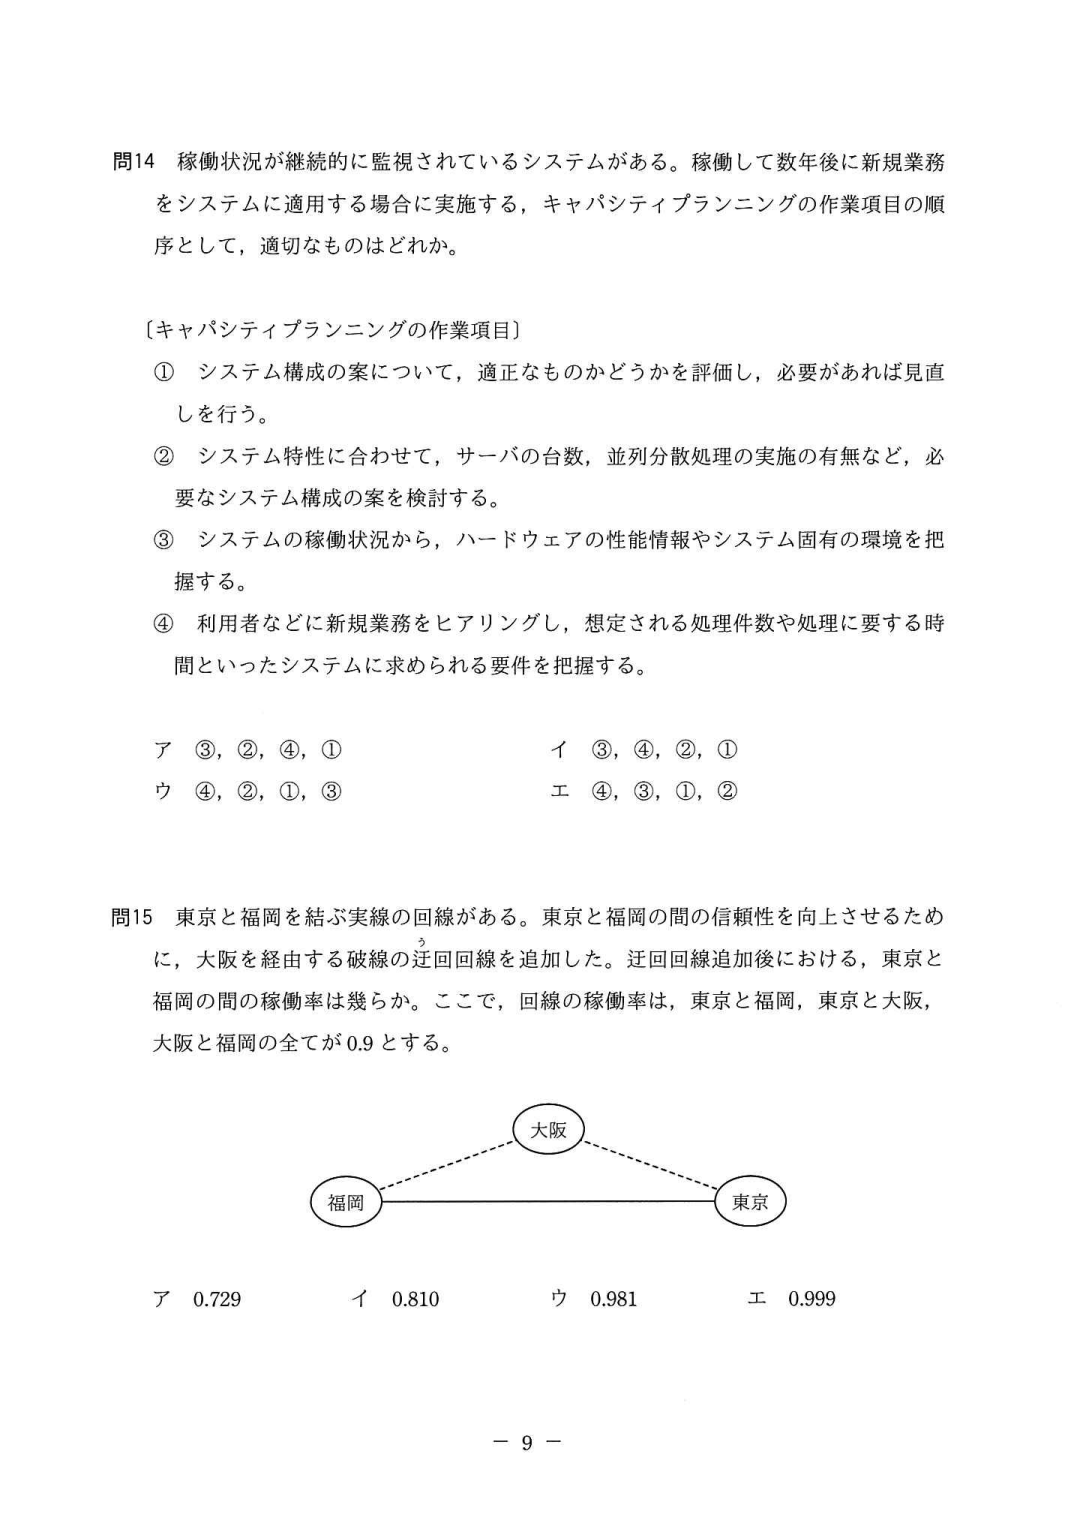 問14　稼働状況が継続的に監視されているシステムがある。稼働して数年後に新規業務
をシステムに適用する場合に実施する，キャパシティプランニングの作業項目の順
序として，適切なものはどれか。
〔キャパシティプランニングの作業項目〕
①　システム構成の案について，適正なものかどうかを評価し，必要があれば見直
しを行う。
②　システム特性に合わせて，サーバの台数，並列分散処理の実施の有無など，必
要なシステム構成の案を検討する。
③　システムの稼働状況から，ハードウェアの性能情報やシステム固有の環境を把
握する。
④　利用者などに新規業務をヒアリングし，想定される処理件数や処理に要する時
間といったシステムに求められる要件を把握する。
ア　③，②，④，①　イ　③，④，②，①
ウ　④，②，①，③　エ　④，③，①，②
問15　東京と福岡を結ぶ実線の回線がある。東京と福岡の間の信頼性を向上させるため
う
に，大阪を経由する破線の迂回回線を追加した。迂回回線追加後における，東京と
福岡の間の稼働率は幾らか。ここで，回線の稼働率は，東京と福岡，東京と大阪，
大阪と福岡の全てが0.9とする。
大阪
福岡　東京
ア　0.729　イ　0.810　ウ　0.981　エ　0.999
－ 9 －